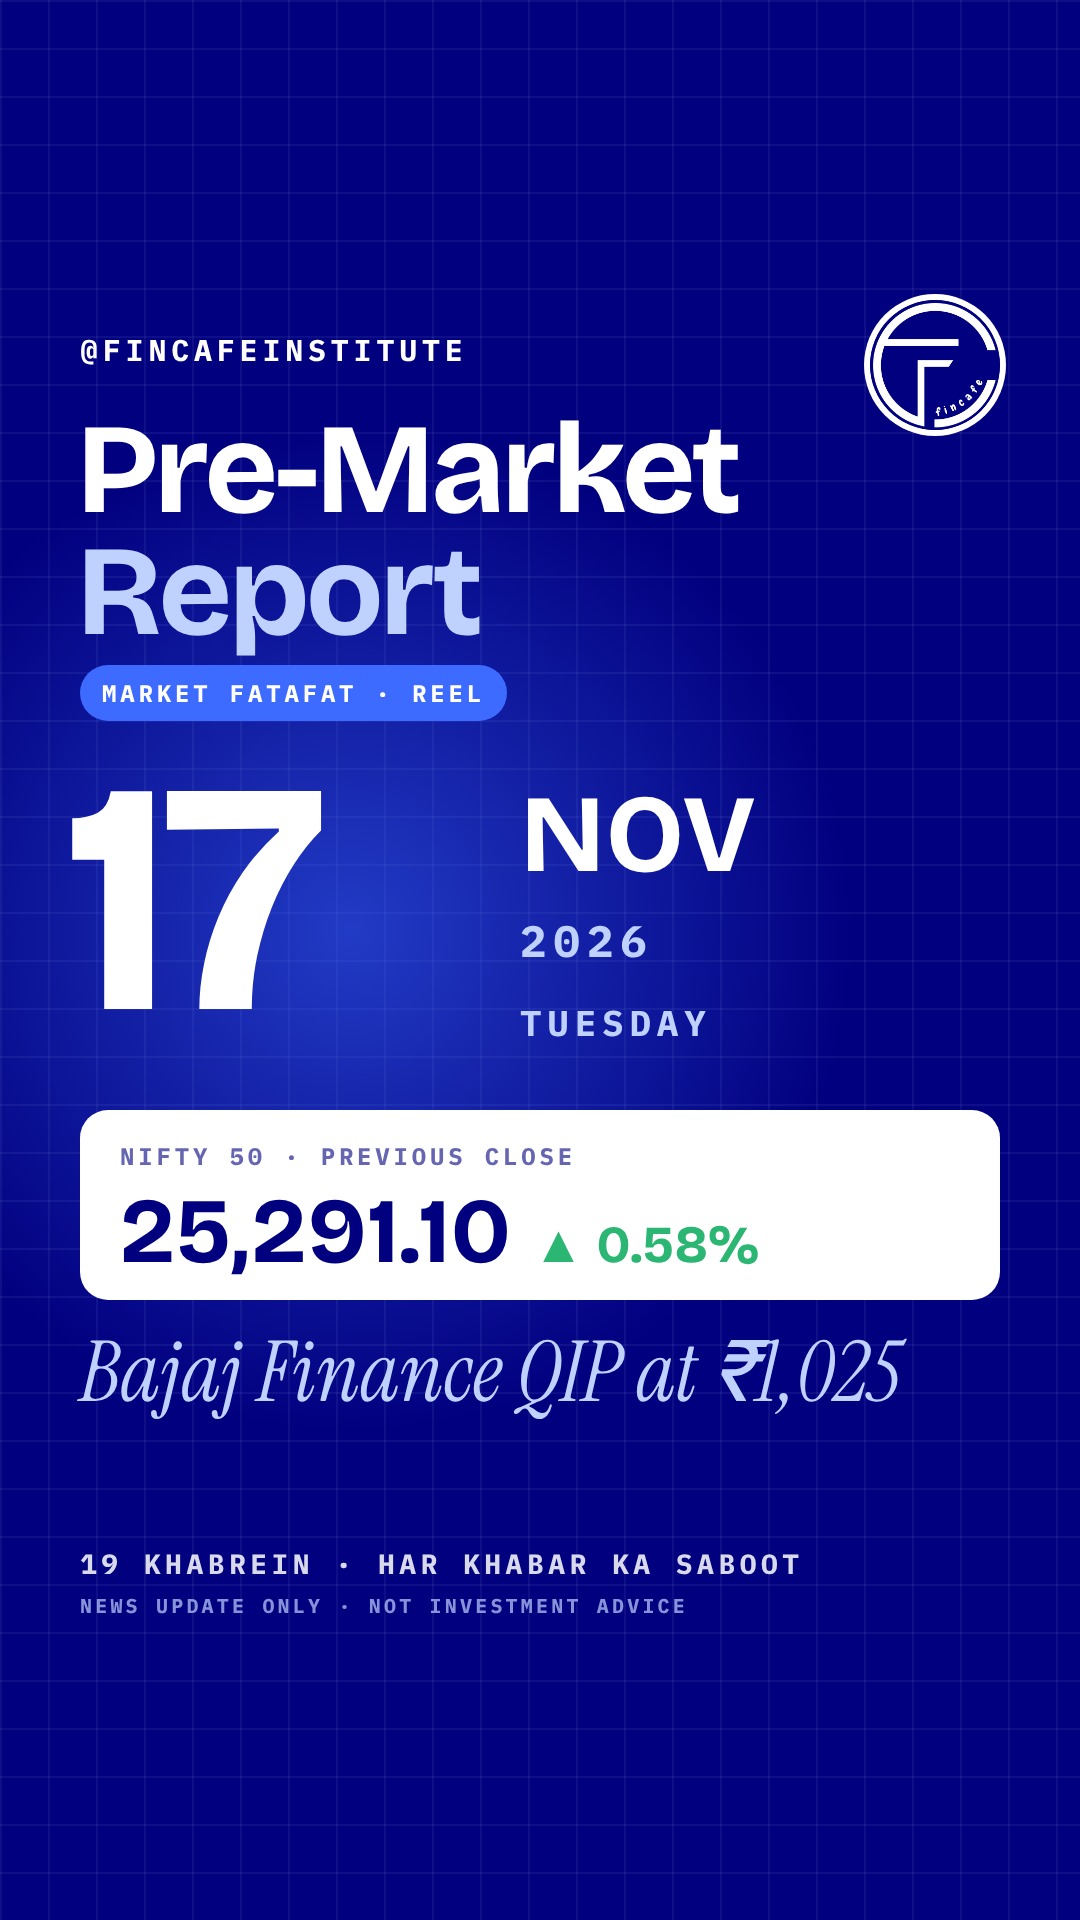 @FINCAFEINSTITUTE
fincafe
Pre-Market
Report
MARKET FATAFAT · REEL
17
NOV
2026
TUESDAY
NIFTY 50 · PREVIOUS CLOSE
25,291.10 ▲ 0.58%
Bajaj Finance QIP at ₹1,025
19 KHABREIN · HAR KHABAR KA SABOOT
NEWS UPDATE ONLY · NOT INVESTMENT ADVICE